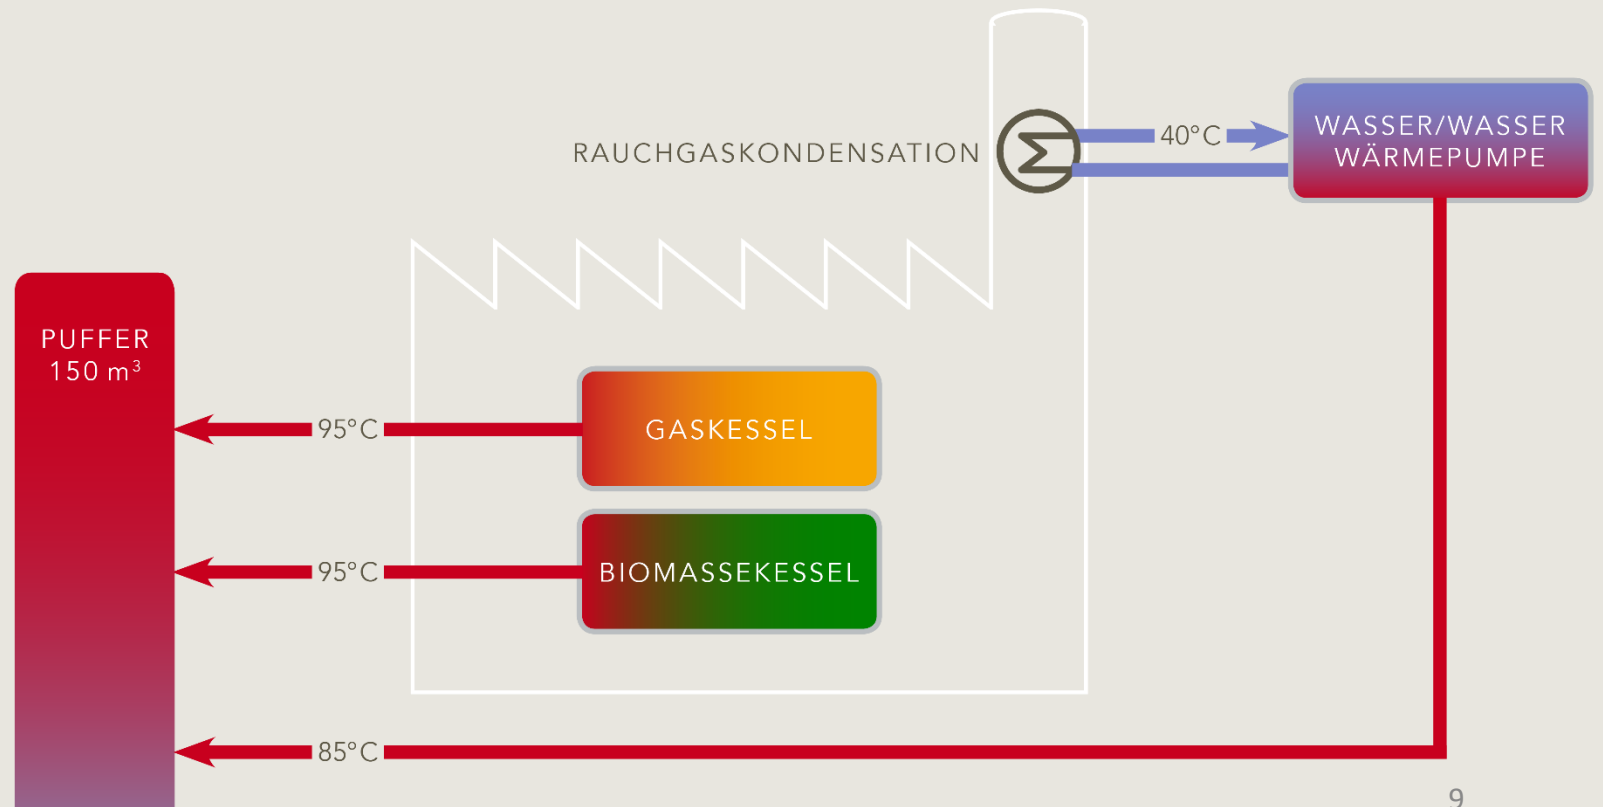 RAUCHGASKONDENSATION
40°C
WASSER/WASSER
WÄRMEPUMPE
PUFFER
150 m³
95°C
GASKESSEL
95°C
BIOMASSEKESSEL
85°C
9